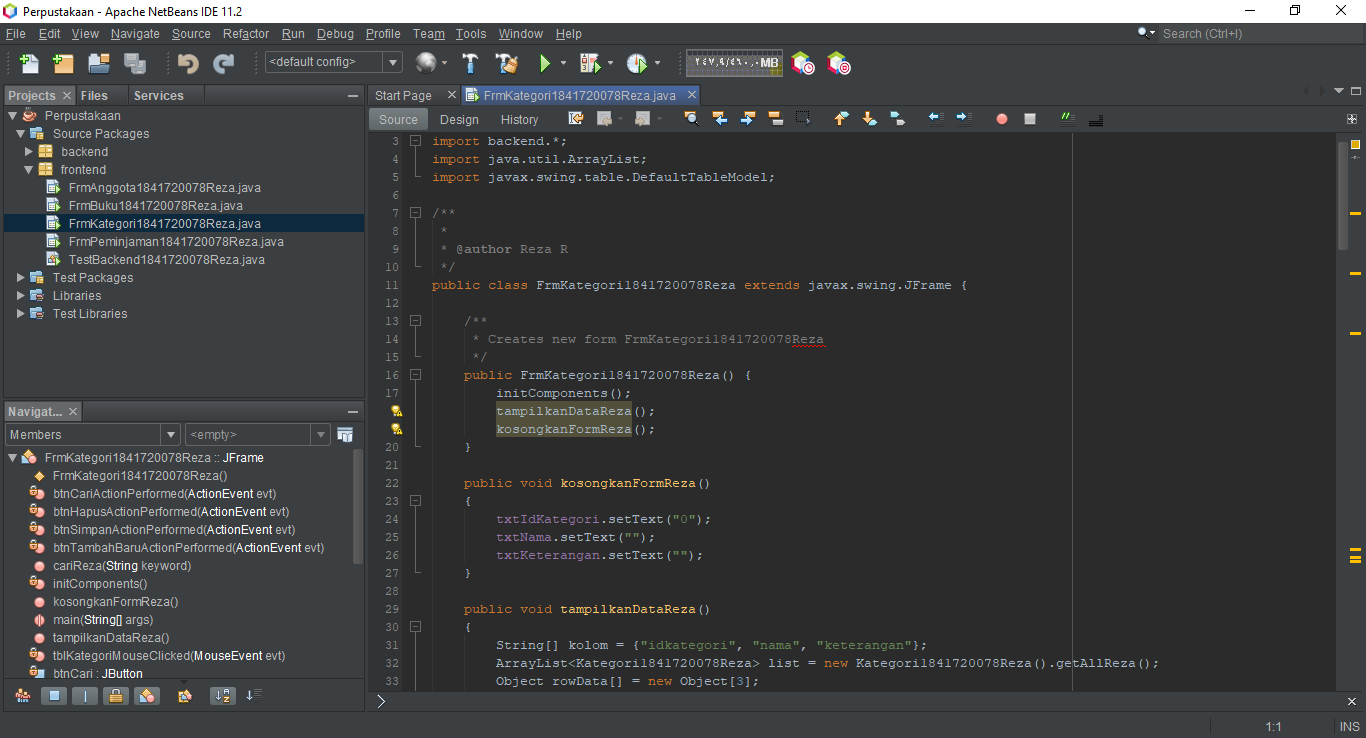 Perpustakaan - Apache NetBeans IDE 11.2
File Edit View Navigate Source Refactor Run Debug Profile Team Tools Window Help
Search (Ctrl+I)
<default config>
Projects Files Services
Perpustakaan
Source Packages
backend
frontend
FrmAnggota1841720078Reza.java
FrmBuku1841720078Reza.java
FrmKategori1841720078Reza.java
FrmPeminjaman1841720078Reza.java
TestBackend1841720078Reza.java
Test Packages
Libraries
Test Libraries
Navigat...
Members <empty>
FrmKategori1841720078Reza :: JFrame
FrmKategori1841720078Reza()
btnCariActionPerformed(ActionEvent evt)
btnHapusActionPerformed(ActionEvent evt)
btnSimpanActionPerformed(ActionEvent evt)
btnTambahBaruActionPerformed(ActionEvent evt)
cariReza(String keyword)
initComponents()
kosongkanFormReza()
main(String[] args)
tampilkanDataReza()
tblKategoriMouseClicked(MouseEvent evt)
btnCari : JButton
Start Page FrmKategori1841720078Reza.java
Source Design History
3 import backend.*;
4 import java.util.ArrayList;
5 import javax.swing.table.DefaultTableModel;
6
7 /**
8 *
9 * @author Reza R
10 */
11 public class FrmKategori1841720078Reza extends javax.swing.JFrame {
12
13 /**
14 * Creates new form FrmKategori1841720078Reza
15 */
16 public FrmKategori1841720078Reza() {
17 initComponents();
tampilkanDataReza();
kosongkanFormReza();
20 }
21
22 public void kosongkanFormReza()
23 {
24 txtIdKategori.setText("0");
25 txtNama.setText("");
26 txtKeterangan.setText("");
27 }
28
29 public void tampilkanDataReza()
30 {
31 String[] kolom = {"idkategori", "nama", "keterangan"};
32 ArrayList<Kategori1841720078Reza> list = new Kategori1841720078Reza().getAllReza();
33 Object rowData[] = new Object[3];
1:1 INS